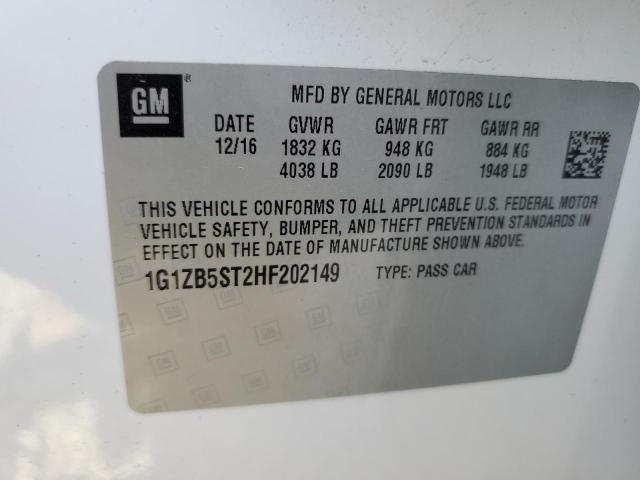 GM®
MFD BY GENERAL MOTORS LLC
DATE GVWR GAWR FRT GAWR RR
12/16 1832 KG 948 KG 884 KG
4038 LB 2090 LB 1948 LB
THIS VEHICLE CONFORMS TO ALL APPLICABLE U.S. FEDERAL MOTOR
VEHICLE SAFETY, BUMPER, AND THEFT PREVENTION STANDARDS IN
EFFECT ON THE DATE OF MANUFACTURE SHOWN ABOVE.
1G1ZB5ST2HF202149 TYPE: PASS CAR